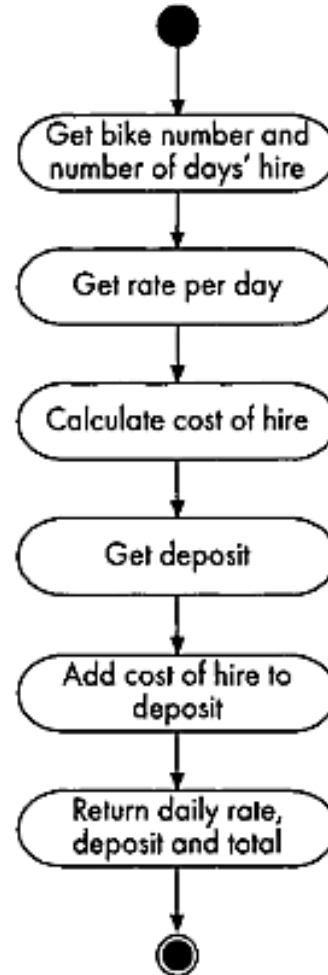 Get bike number and
number of days' hire
Get rate per day
Calculate cost of hire
Get deposit
Add cost of hire to
deposit
Return daily rate,
deposit and total